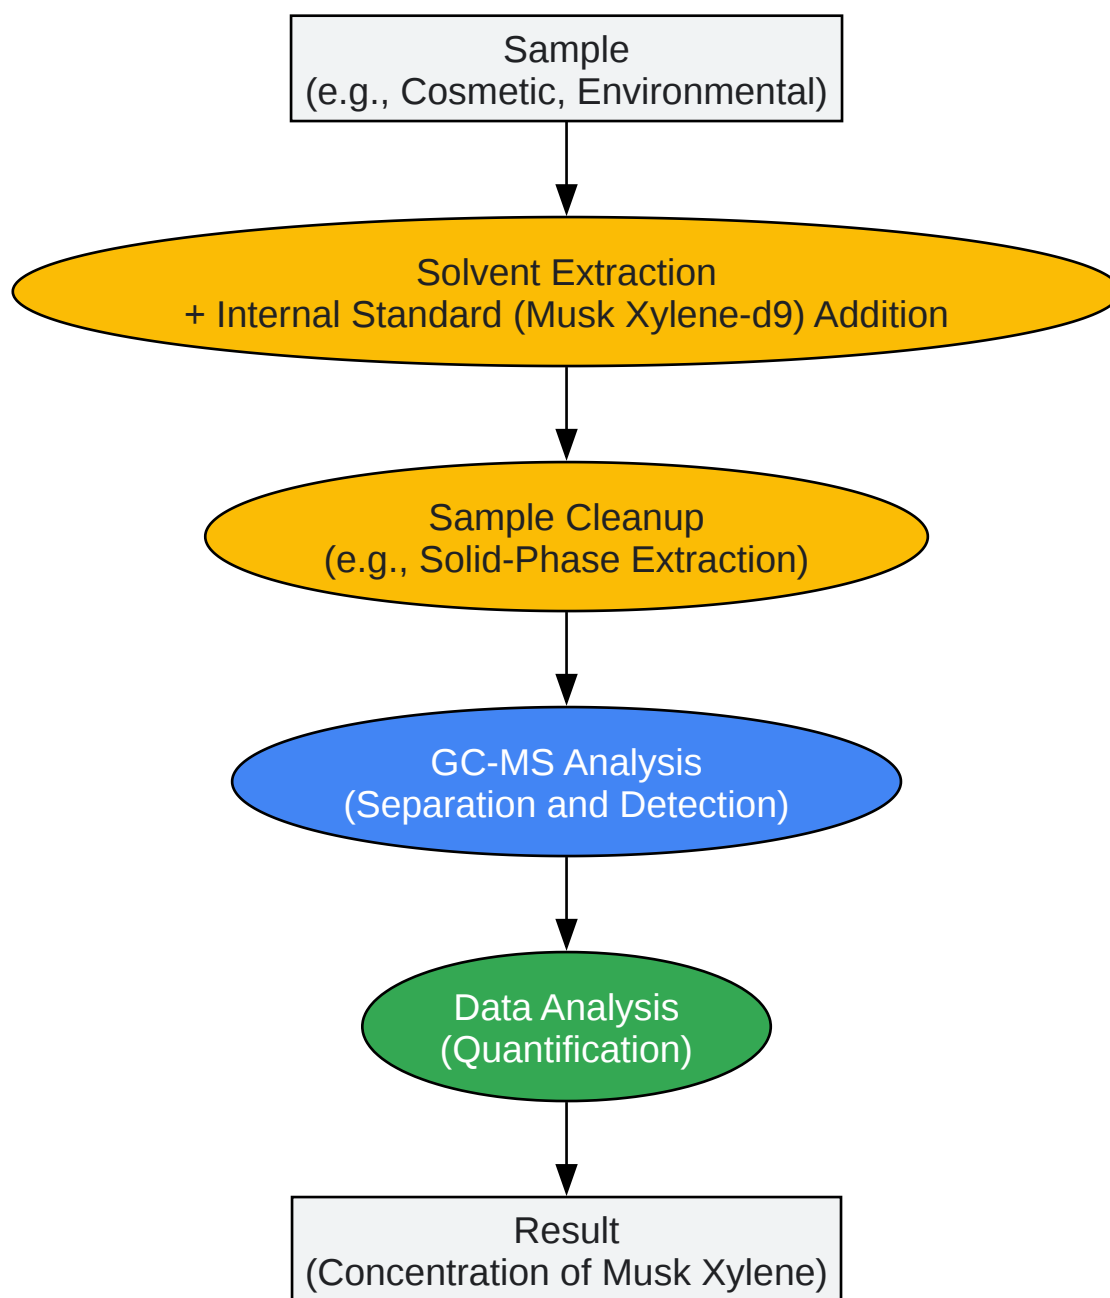 Sample
(e.g., Cosmetic, Environmental)
Solvent Extraction
+ Internal Standard (Musk Xylene-d9) Addition
Sample Cleanup
(e.g., Solid-Phase Extraction)
GC-MS Analysis
(Separation and Detection)
Data Analysis
(Quantification)
Result
(Concentration of Musk Xylene)